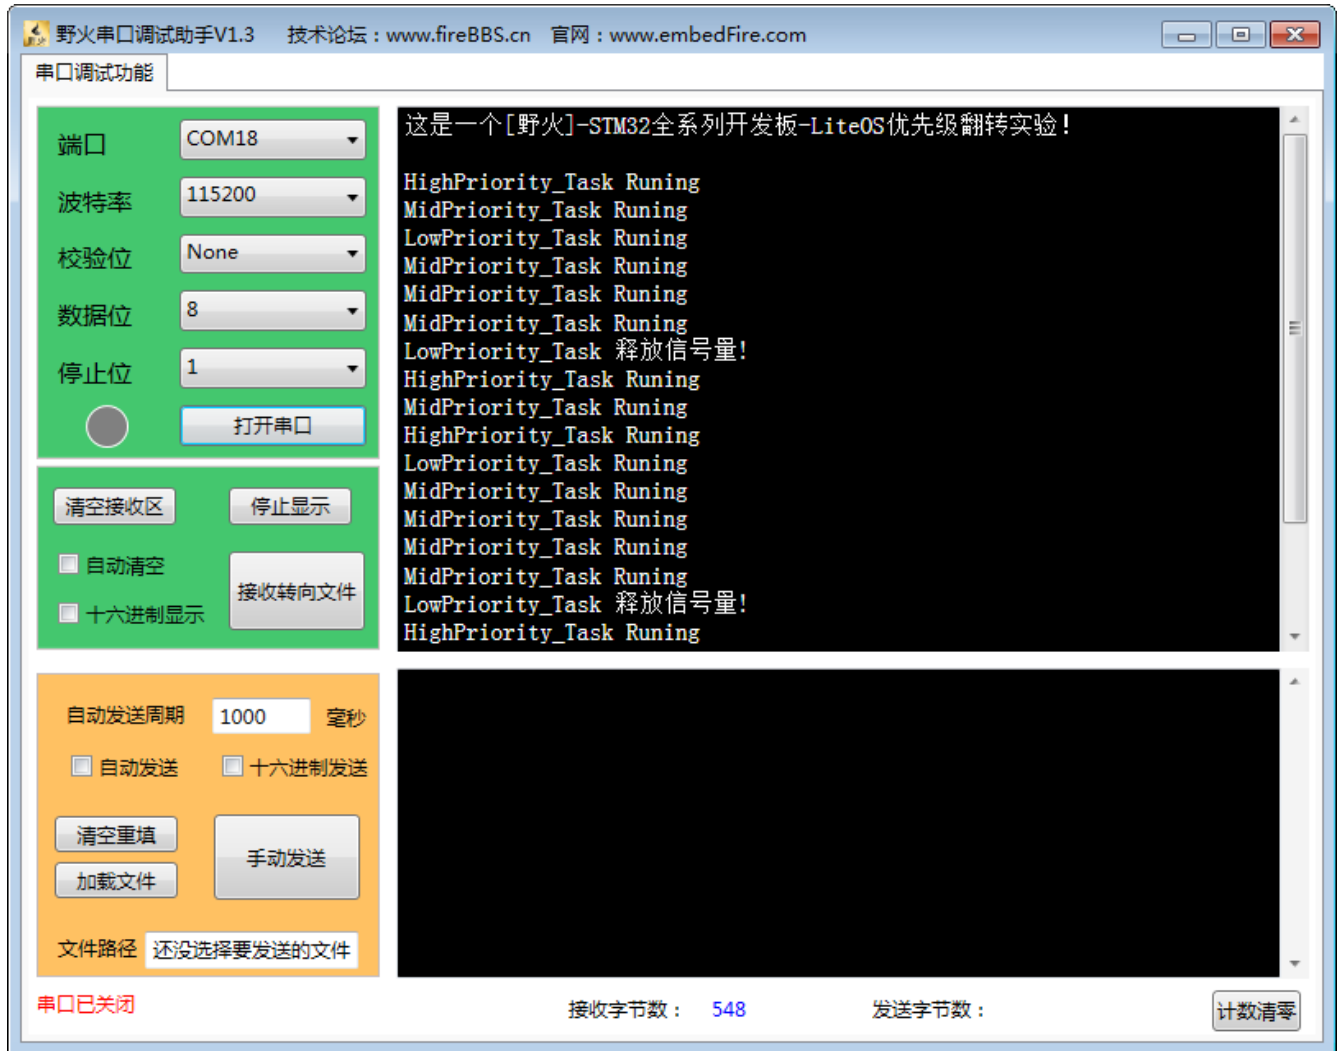 野火串口调试助手V1.3 技术论坛：www.fireBBS.cn 官网：www.embedFire.com
串口调试功能
端口 COM18
波特率 115200
校验位 None
数据位 8
停止位 1
打开串口
清空接收区 停止显示
自动清空
十六进制显示
接收转向文件
这是一个[野火]-STM32全系列开发板-LiteOS优先级翻转实验!
HighPriority_Task Runing
MidPriority_Task Runing
LowPriority_Task Runing
MidPriority_Task Runing
MidPriority_Task Runing
MidPriority_Task Runing
LowPriority_Task 释放信号量!
HighPriority_Task Runing
MidPriority_Task Runing
HighPriority_Task Runing
LowPriority_Task Runing
MidPriority_Task Runing
MidPriority_Task Runing
MidPriority_Task Runing
MidPriority_Task Runing
LowPriority_Task 释放信号量!
HighPriority_Task Runing
自动发送周期 1000 毫秒
自动发送 十六进制发送
清空重填
手动发送
加载文件
文件路径 还没选择要发送的文件
串口已关闭 接收字节数： 548 发送字节数： 计数清零